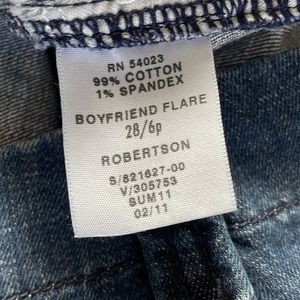 RN 54023
99% COTTON
1% SPANDEX
BOYFRIEND FLARE
28/6p
ROBERTSON
S/821627-00
V/305753
SUM11
02/11